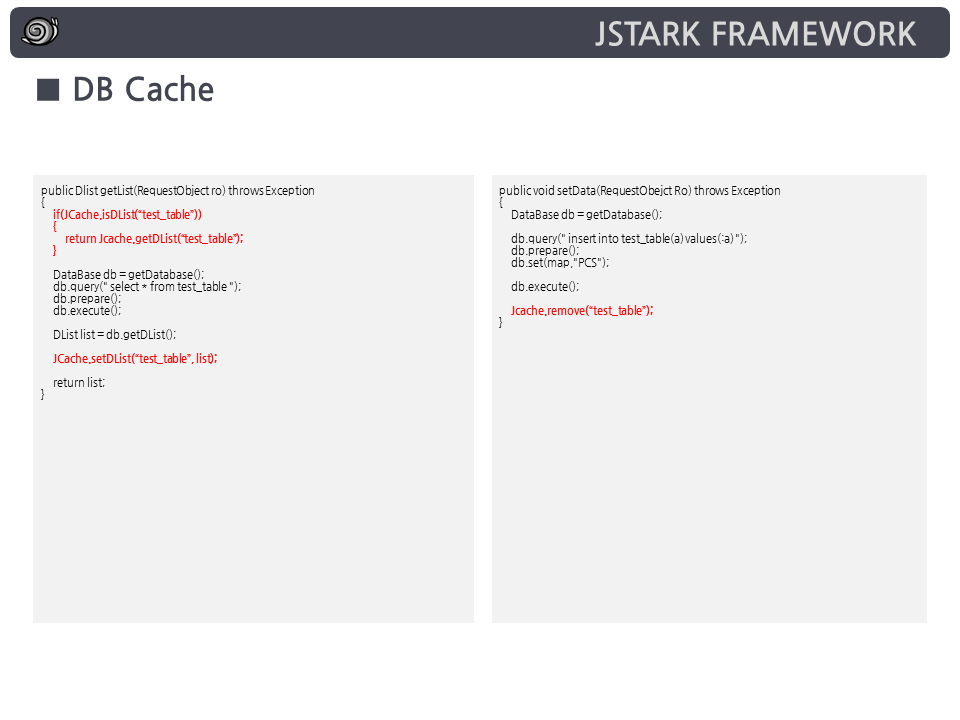 JSTARK FRAMEWORK
■ DB Cache
public Dlist getList(RequestObject ro) throws Exception
{
if(JCache.isDList(“test_table”))
{
return Jcache.getDList(“test_table”);
}
DataBase db = getDatabase();
db.query(" select * from test_table ");
db.prepare();
db.execute();
DList list = db.getDList();
JCache.setDList(“test_table”, list);
return list;
}
public void setData(RequestObejct Ro) throws Exception
{
DataBase db = getDatabase();
db.query(" insert into test_table(a) values(:a) ");
db.prepare();
db.set(map,"PCS");
db.execute();
Jcache.remove(“test_table”);
}